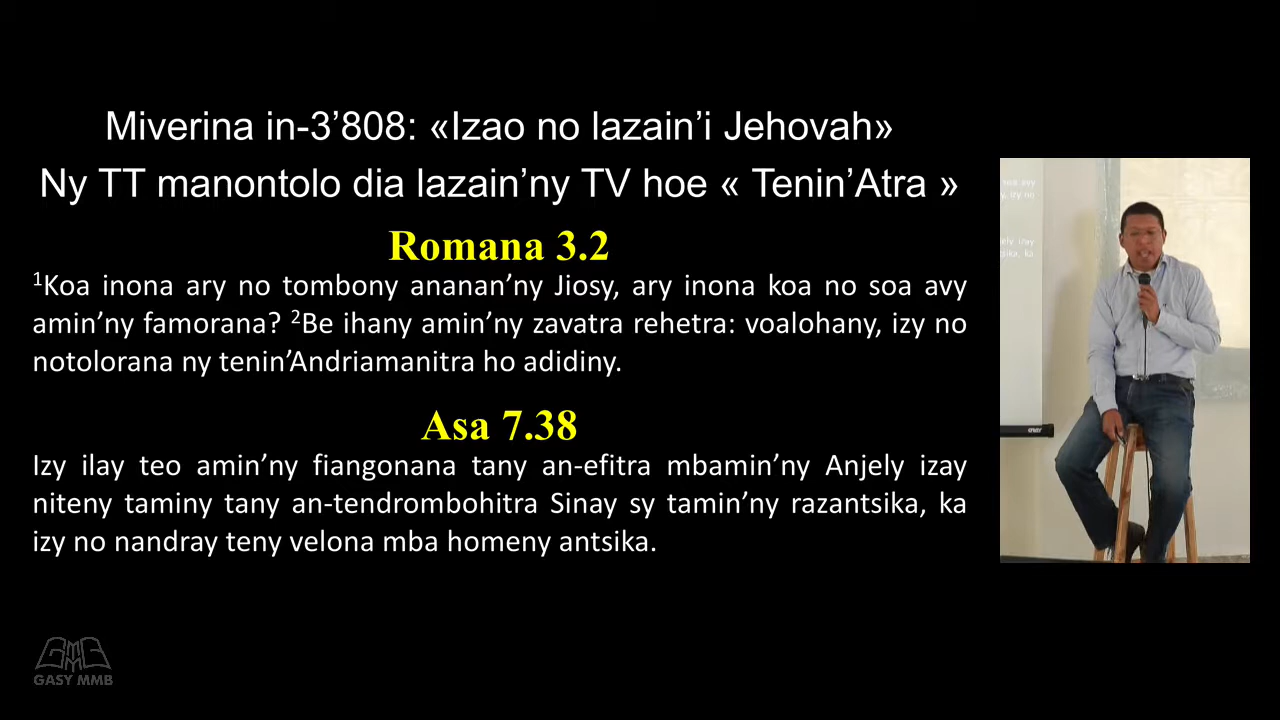 Miverina in-3’808: «Izao no lazain’i Jehovah»
Ny TT manontolo dia lazain’ny TV hoe « Tenin’Atra »
Romana 3.2
1Koa inona ary no tombony ananan’ny Jiosy, ary inona koa no soa avy
amin’ny famorana? 2Be ihany amin’ny zavatra rehetra: voalohany, izy no
notolorana ny tenin’Andriamanitra ho adidiny.
Asa 7.38
Izy ilay teo amin’ny fiangonana tany an-efitra mbamin’ny Anjely izay
niteny taminy tany an-tendrombohitra Sinay sy tamin’ny razantsika, ka
izy no nandray teny velona mba homeny antsika.
GASY MMB